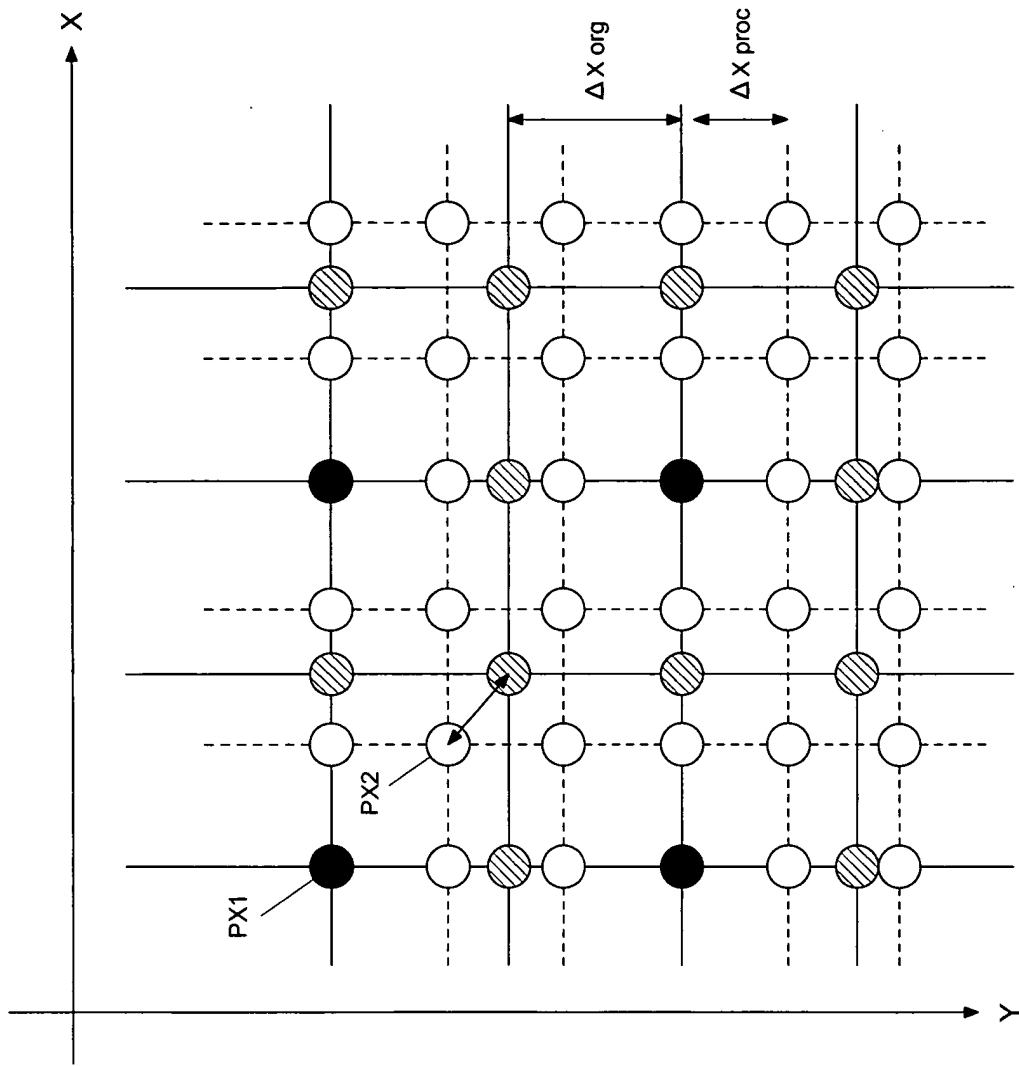 X
Δ X org
Δ X proc
PX2
PX1
Y